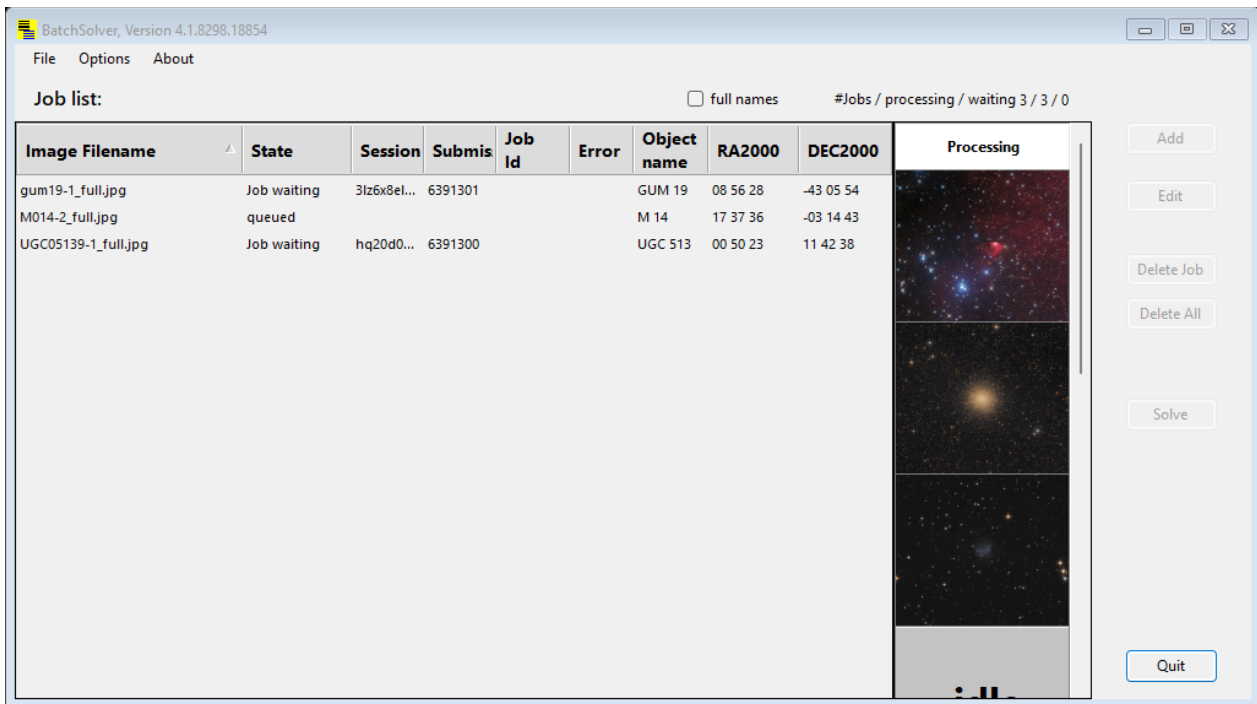 BatchSolver, Version 4.1.8298.18854
File Options About
Job list:
full names
#Jobs / processing / waiting 3 / 3 / 0
Image Filename State Session Submis Job Id Error Object name RA2000 DEC2000
gum19-1_full.jpg Job waiting 3lz6x8el... 6391301 GUM 19 08 56 28 -43 05 54
M014-2_full.jpg queued M 14 17 37 36 -03 14 43
UGC05139-1_full.jpg Job waiting hq20d0... 6391300 UGC 513 00 50 23 11 42 38
Processing
idle
Add
Edit
Delete Job
Delete All
Solve
Quit